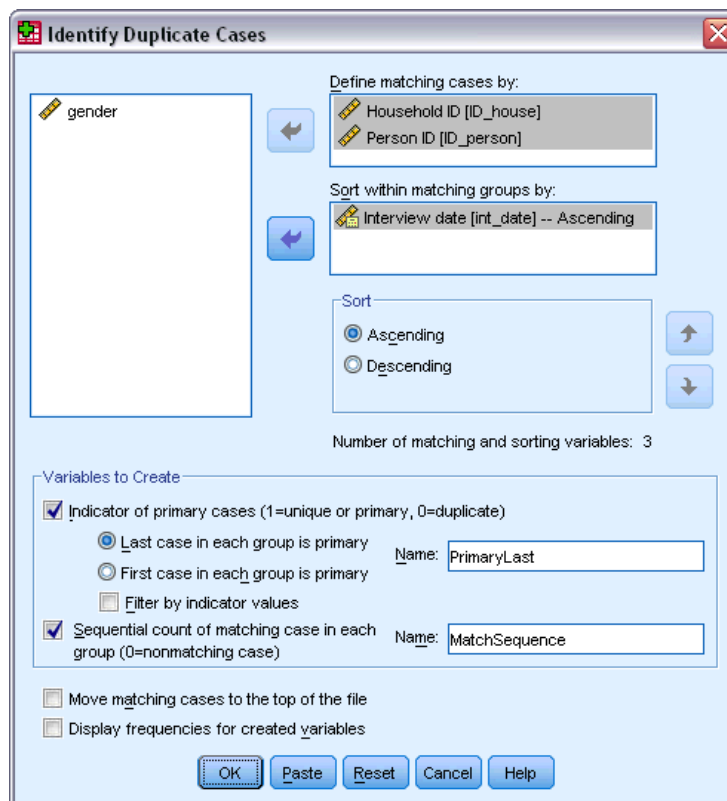 Identify Duplicate Cases
gender
Define matching cases by:
Household ID [ID_house]
Person ID [ID_person]
Sort within matching groups by:
Interview date [int_date] -- Ascending
Sort
Ascending
Descending
Number of matching and sorting variables: 3
Variables to Create
Indicator of primary cases (1=unique or primary, 0=duplicate)
Last case in each group is primary
First case in each group is primary
Filter by indicator values
Name: PrimaryLast
Sequential count of matching case in each
group (0=nonmatching case)
Name: MatchSequence
Move matching cases to the top of the file
Display frequencies for created variables
OK Paste Reset Cancel Help